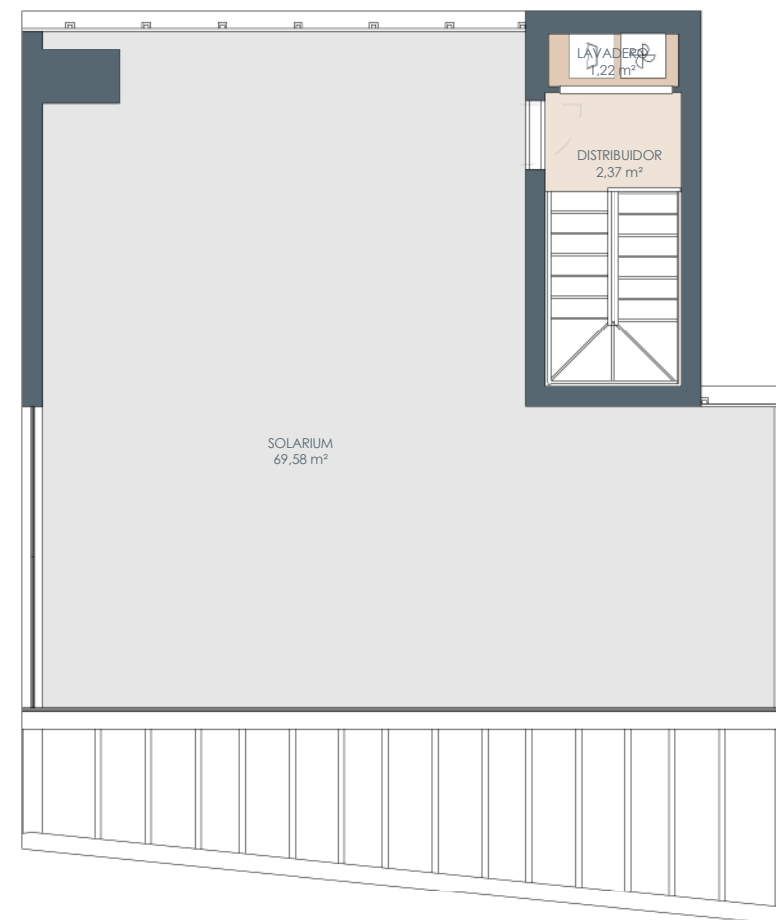 LAVADERO
1,22 m²
DISTRIBUIDOR
2,37 m²
SOLARIUM
69,58 m²